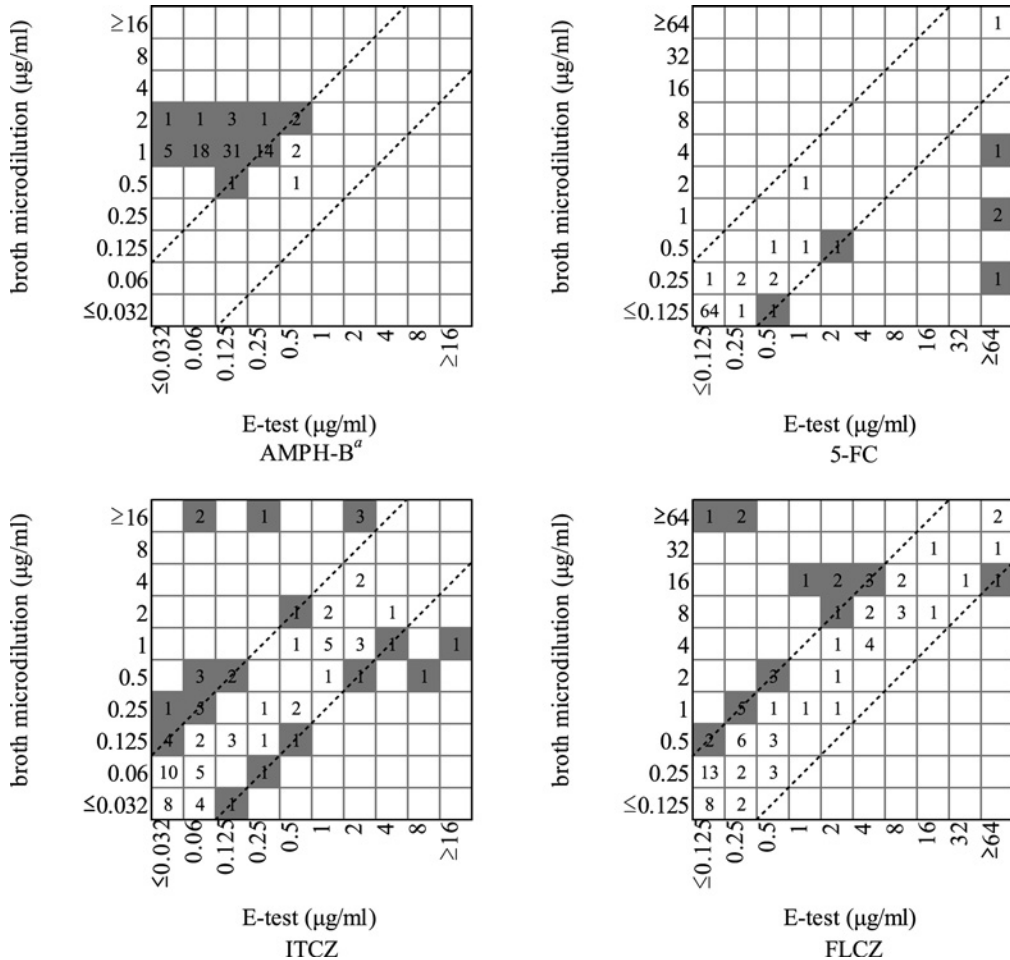 broth microdilution (μg/ml)
≥16
8
4
2 1 1 3 1 2
1 5 18 31 14 2
0.5 1 1
0.25
0.125
0.06
≤0.032
≤0.032 0.06 0.125 0.25 0.5 1 2 4 8 ≥16
E-test (μg/ml)
AMPH-Bᵃ
broth microdilution (μg/ml)
≥64 1
32
16
8
4 1
2 1
1 2
0.5 1 1 1
0.25 1 2 2 1
≤0.125 64 1 1
≤0.125 0.25 0.5 1 2 4 8 16 32 ≥64
E-test (μg/ml)
5-FC
broth microdilution (μg/ml)
≥16 2 1 3
8
4 2
2 1 2 1
1 1 5 3 1 1
0.5 3 2 1 1 1
0.25 1 5 1 2
0.125 4 2 3 1 1
0.06 10 5 1
≤0.032 8 4 1
≤0.032 0.06 0.125 0.25 0.5 1 2 4 8 ≥16
E-test (μg/ml)
ITCZ
broth microdilution (μg/ml)
≥64 1 2 2
32 1 1
16 1 2 3 2 1 1
8 1 2 3 1
4 1 4
2 3 1
1 5 1 1 1
0.5 2 6 3
0.25 13 2 3
≤0.125 8 2
≤0.125 0.25 0.5 1 2 4 8 16 32 ≥64
E-test (μg/ml)
FLCZ